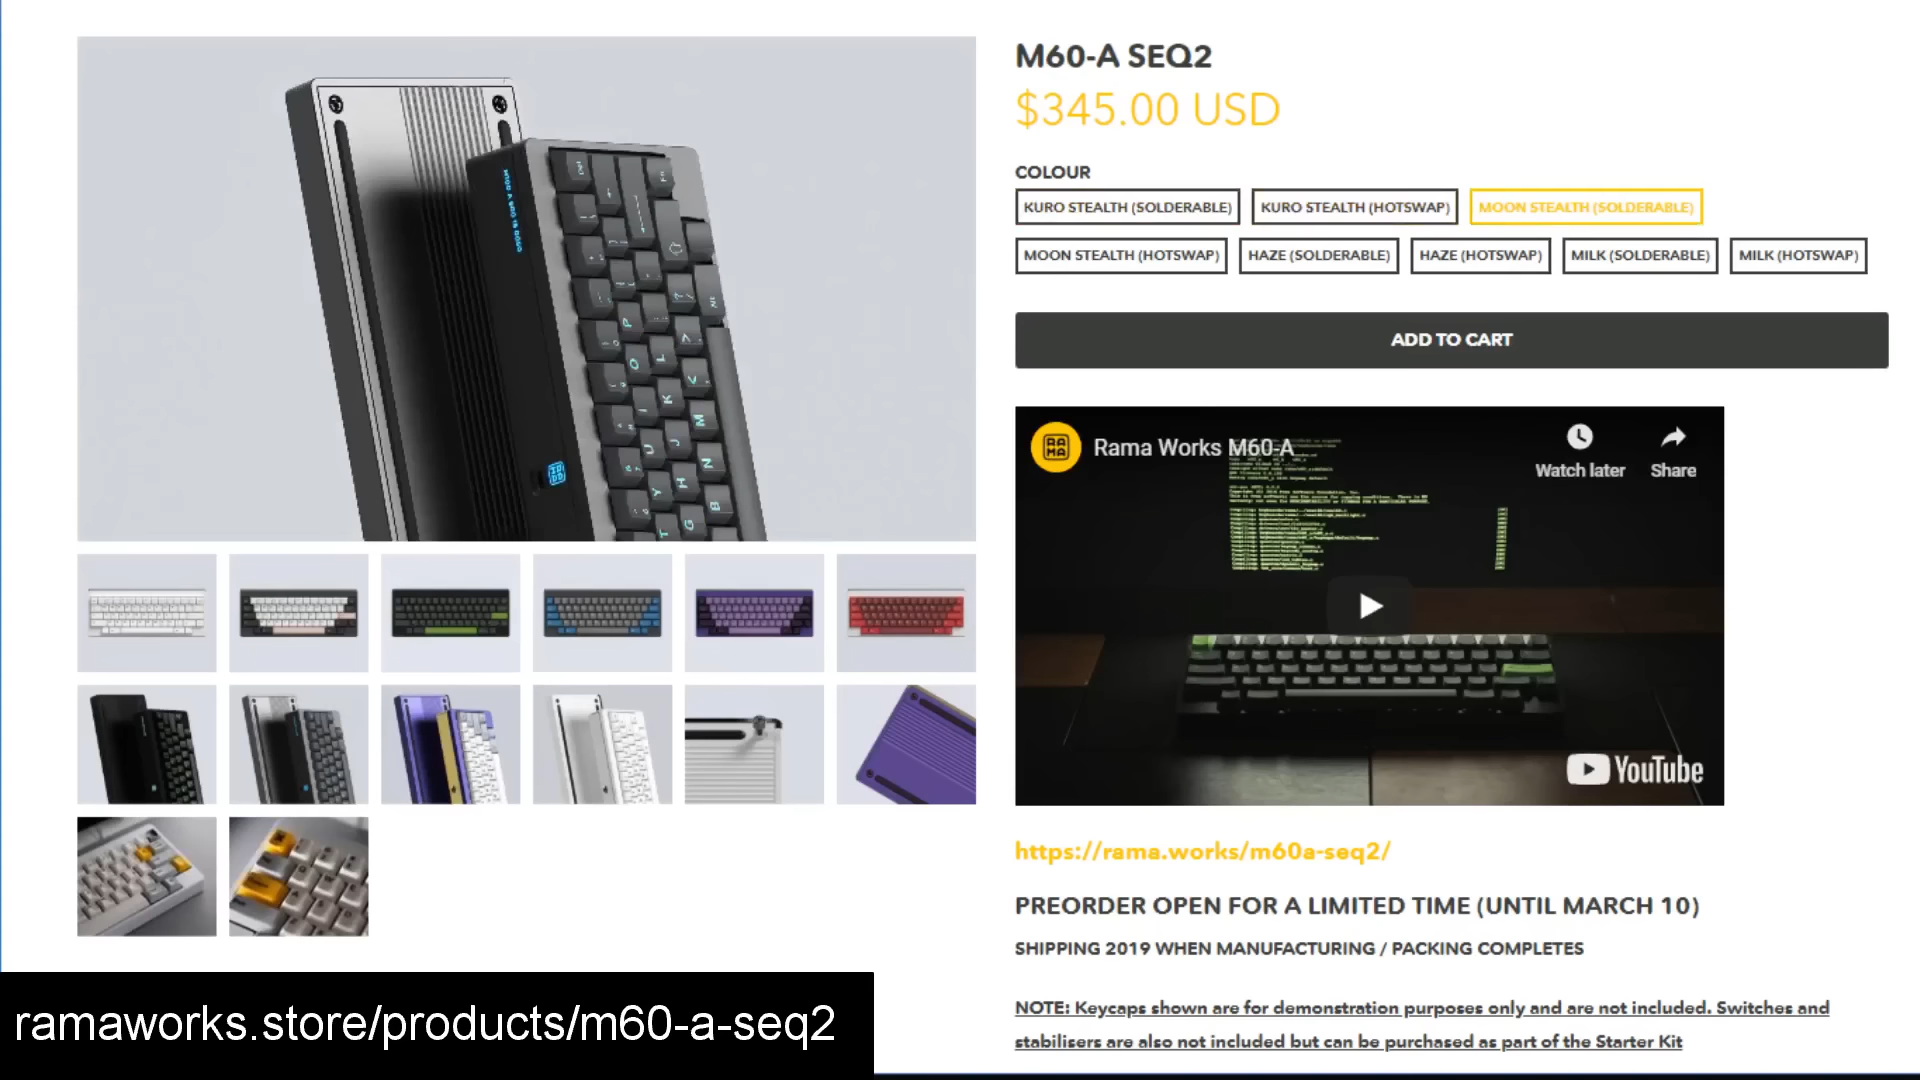 M60-A SEQ2
$345.00 USD
COLOUR
KURO STEALTH (SOLDERABLE)
KURO STEALTH (HOTSWAP)
MOON STEALTH (SOLDERABLE)
MOON STEALTH (HOTSWAP)
HAZE (SOLDERABLE)
HAZE (HOTSWAP)
MILK (SOLDERABLE)
MILK (HOTSWAP)
ADD TO CART
RA
MA
Rama Works M60-A
Watch later
Share
YouTube
https://rama.works/m60a-seq2/
PREORDER OPEN FOR A LIMITED TIME (UNTIL MARCH 10)
SHIPPING 2019 WHEN MANUFACTURING / PACKING COMPLETES
NOTE: Keycaps shown are for demonstration purposes only and are not included. Switches and
stabilisers are also not included but can be purchased as part of the Starter Kit
ramaworks.store/products/m60-a-seq2